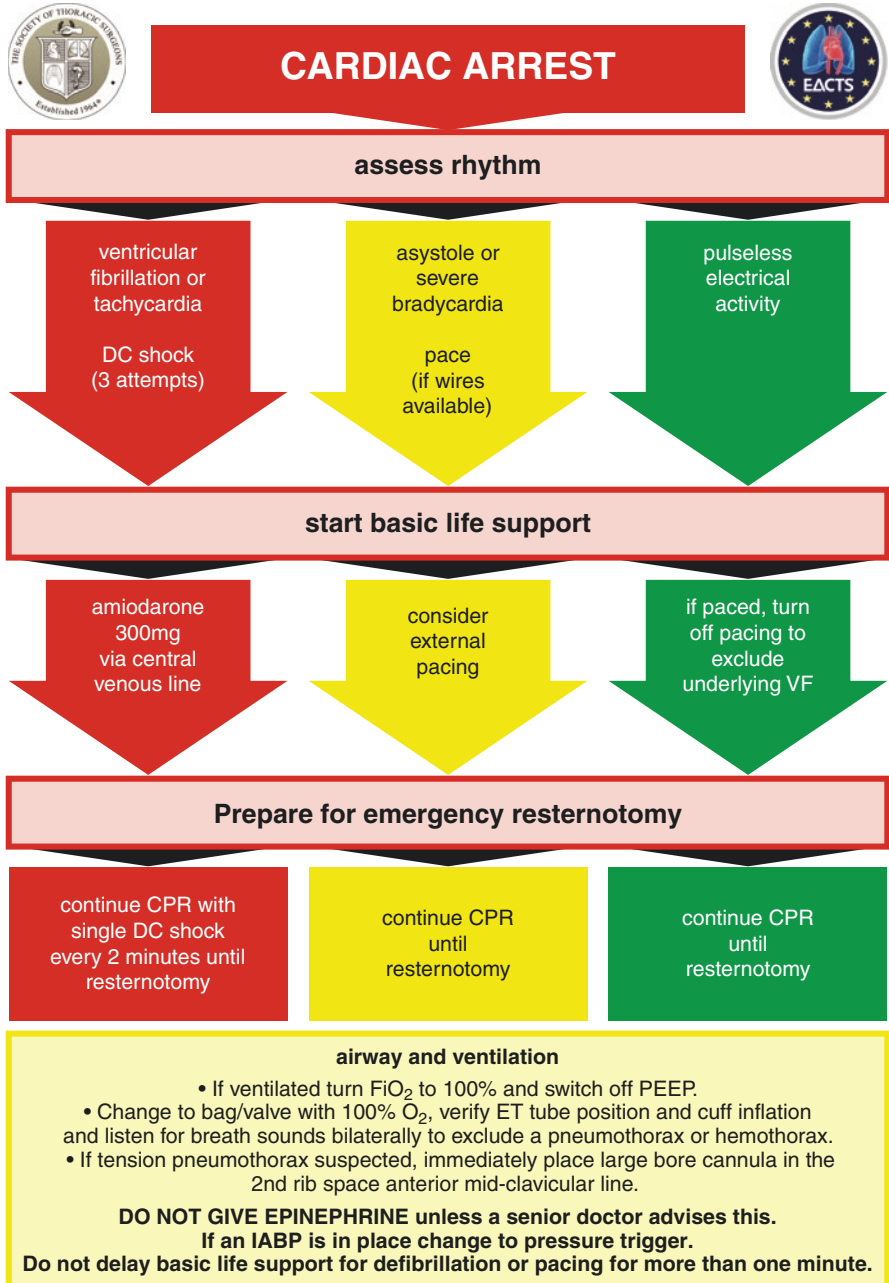 THE SOCIETY OF THORACIC SURGEONS
Established 1964
EACTS
CARDIAC ARREST
assess rhythm
ventricular
fibrillation or
tachycardia
DC shock
(3 attempts)
asystole or
severe
bradycardia
pace
(if wires
available)
pulseless
electrical
activity
start basic life support
amiodarone
300mg
via central
venous line
consider
external
pacing
if paced, turn
off pacing to
exclude
underlying VF
Prepare for emergency resternotomy
continue CPR with
single DC shock
every 2 minutes until
resternotomy
continue CPR
until
resternotomy
continue CPR
until
resternotomy
airway and ventilation
• If ventilated turn FiO₂ to 100% and switch off PEEP.
• Change to bag/valve with 100% O₂, verify ET tube position and cuff inflation
and listen for breath sounds bilaterally to exclude a pneumothorax or hemothorax.
• If tension pneumothorax suspected, immediately place large bore cannula in the
2nd rib space anterior mid-clavicular line.
DO NOT GIVE EPINEPHRINE unless a senior doctor advises this.
If an IABP is in place change to pressure trigger.
Do not delay basic life support for defibrillation or pacing for more than one minute.